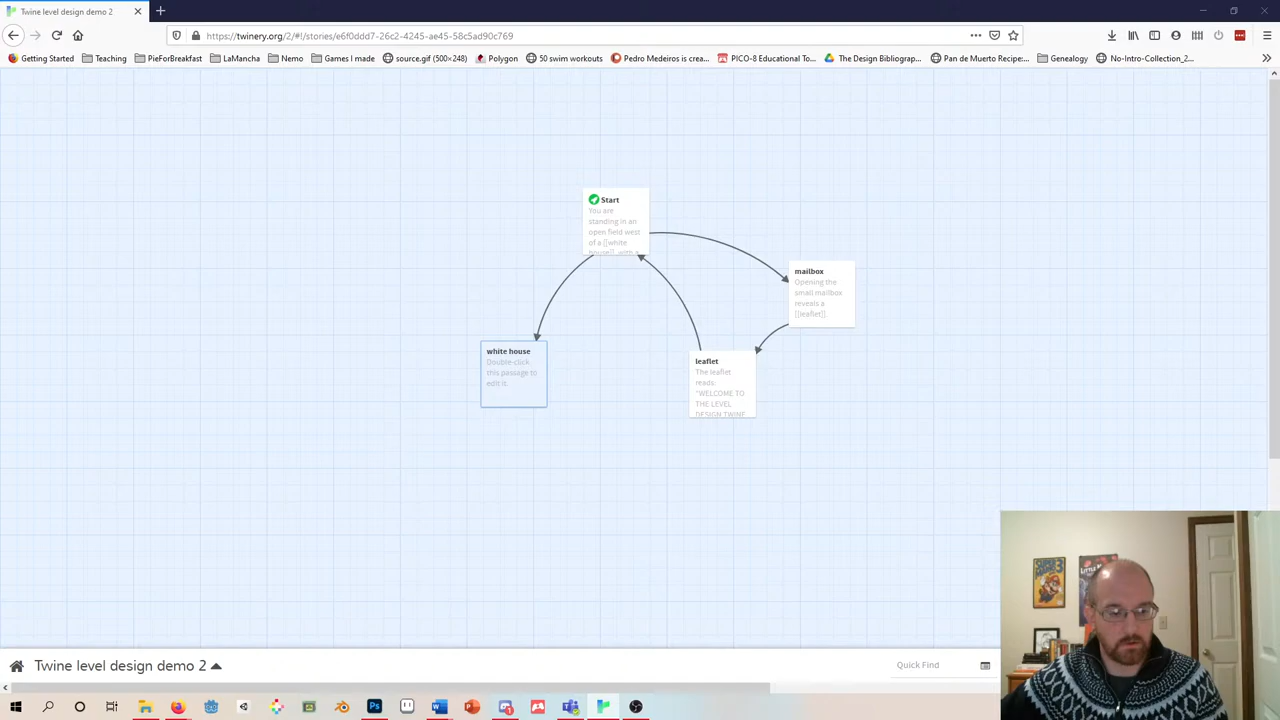 Twine level design demo 2
https://twinery.org/2/#!/stories/e6f0ddd7-26c2-4245-ae45-58c5ad90c769
Getting Started
Teaching
PieForBreakfast
LaMancha
Nemo
Games I made
source.gif (500×248)
Polygon
50 swim workouts
Pedro Medeiros is crea...
PICO-8 Educational To...
The Design Bibliograp...
Pan de Muerto Recipe:...
Genealogy
No-Intro-Collection_2...
Start
You are
standing in an
open field west
of a [[white
house]], with a
mailbox
Opening the
small mailbox
reveals a
[[leaflet]].
white house
Double-click
this passage to
edit it.
leaflet
The leaflet
reads:
"WELCOME TO
THE LEVEL
DESIGN TWINE
Twine level design demo 2
Quick Find